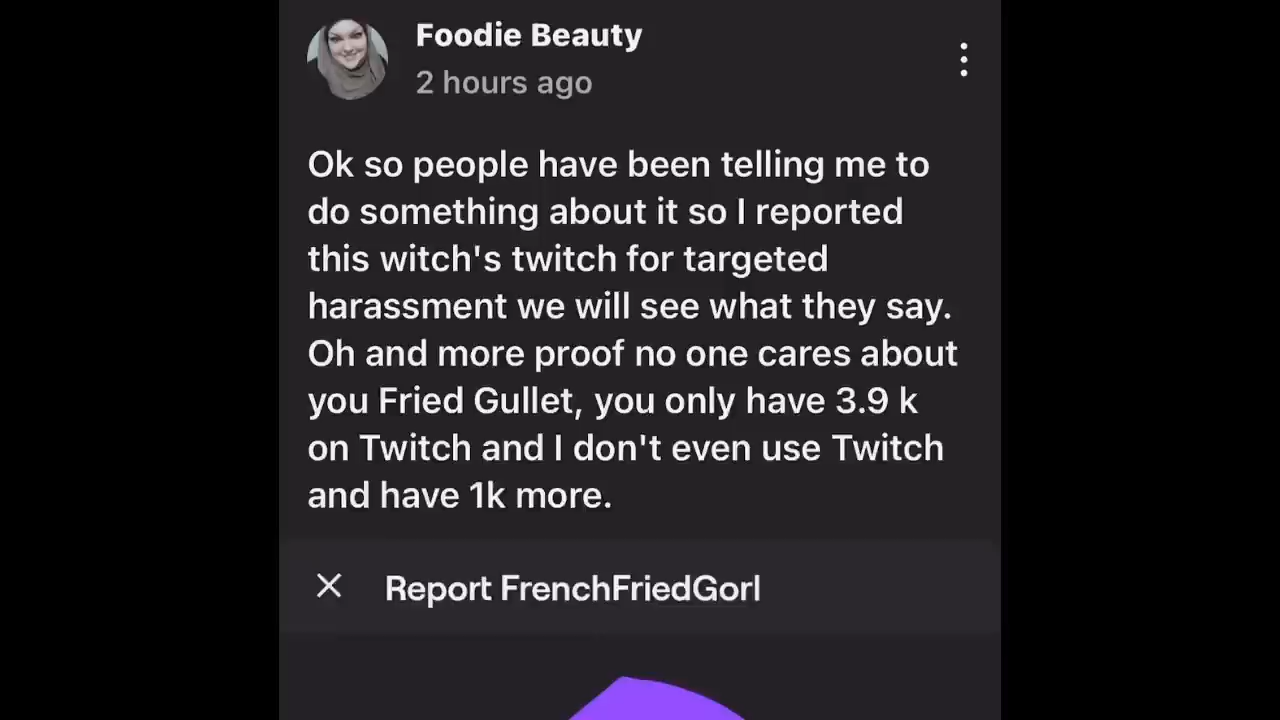 Foodie Beauty
2 hours ago
Ok so people have been telling me to
do something about it so I reported
this witch's twitch for targeted
harassment we will see what they say.
Oh and more proof no one cares about
you Fried Gullet, you only have 3.9 k
on Twitch and I don't even use Twitch
and have 1k more.
Report FrenchFriedGorl